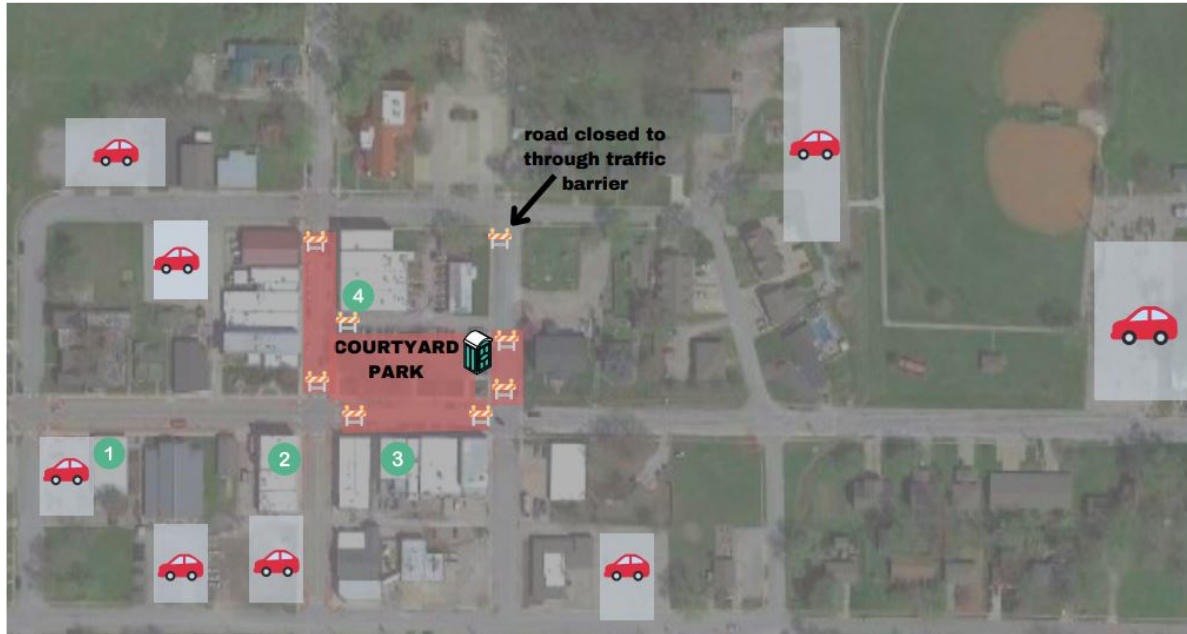 road closed to
through traffic
barrier
4
COURTYARD
PARK
1
2
3